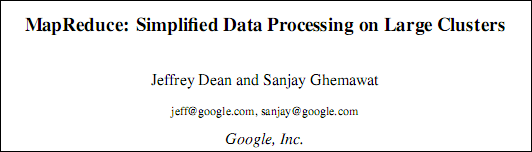 MapReduce: Simplified Data Processing on Large Clusters
Jeffrey Dean and Sanjay Ghemawat
jeff@google.com, sanjay@google.com
Google, Inc.